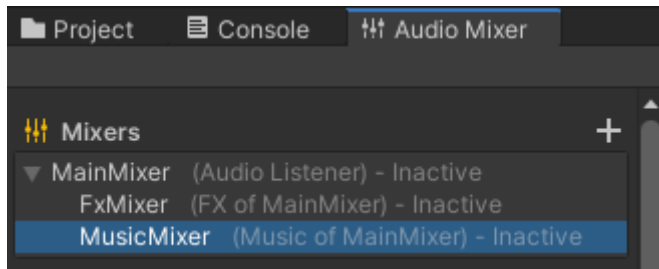 Project Console Audio Mixer
Mixers
MainMixer (Audio Listener) - Inactive
FxMixer (FX of MainMixer) - Inactive
MusicMixer (Music of MainMixer) - Inactive